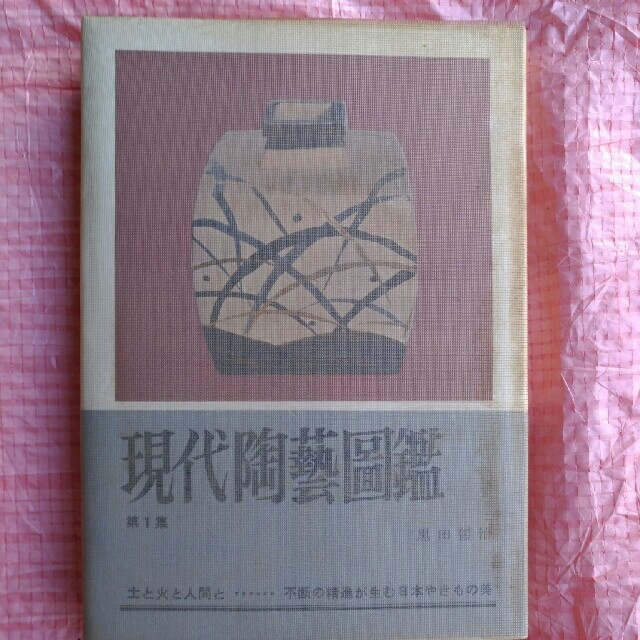 現代陶藝圖鑑
第1集
黒田
土と火と人間と……不断の精進が生む日本やきもの美